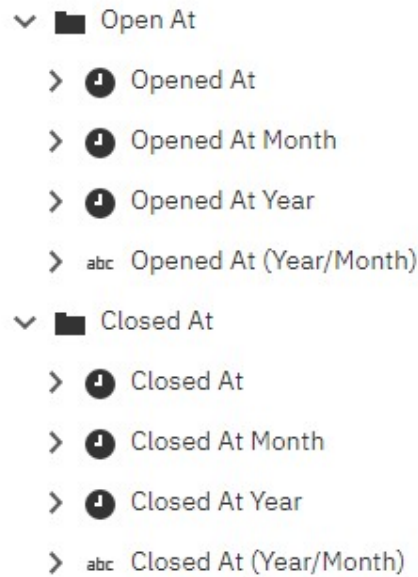 Open At
Opened At
Opened At Month
Opened At Year
abc Opened At (Year/Month)
Closed At
Closed At
Closed At Month
Closed At Year
abc Closed At (Year/Month)